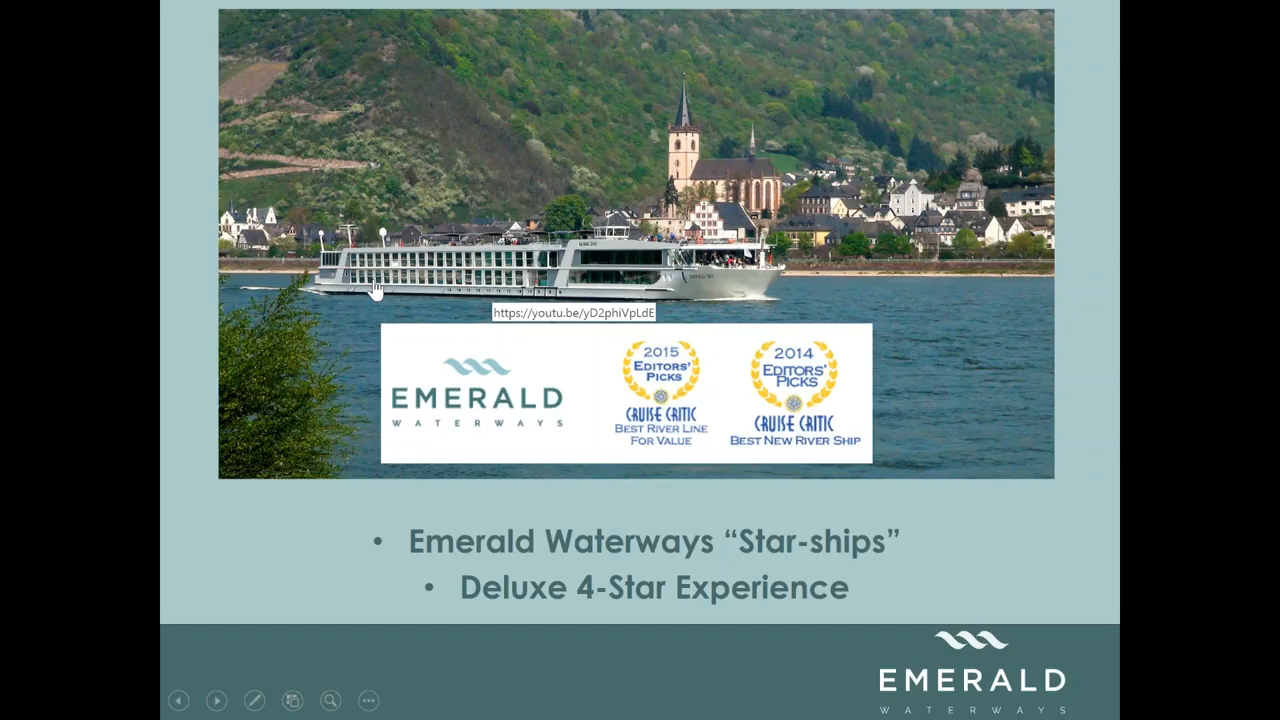 https://youtu.be/yD2phiVpLdE
EMERALD
WATERWAYS
2015
EDITORS'
PICKS
CRUISE CRITIC
BEST RIVER LINE
FOR VALUE
2014
EDITORS'
PICKS
CRUISE CRITIC
BEST NEW RIVER SHIP
• Emerald Waterways “Star-ships”
• Deluxe 4-Star Experience
EMERALD
WATERWAYS